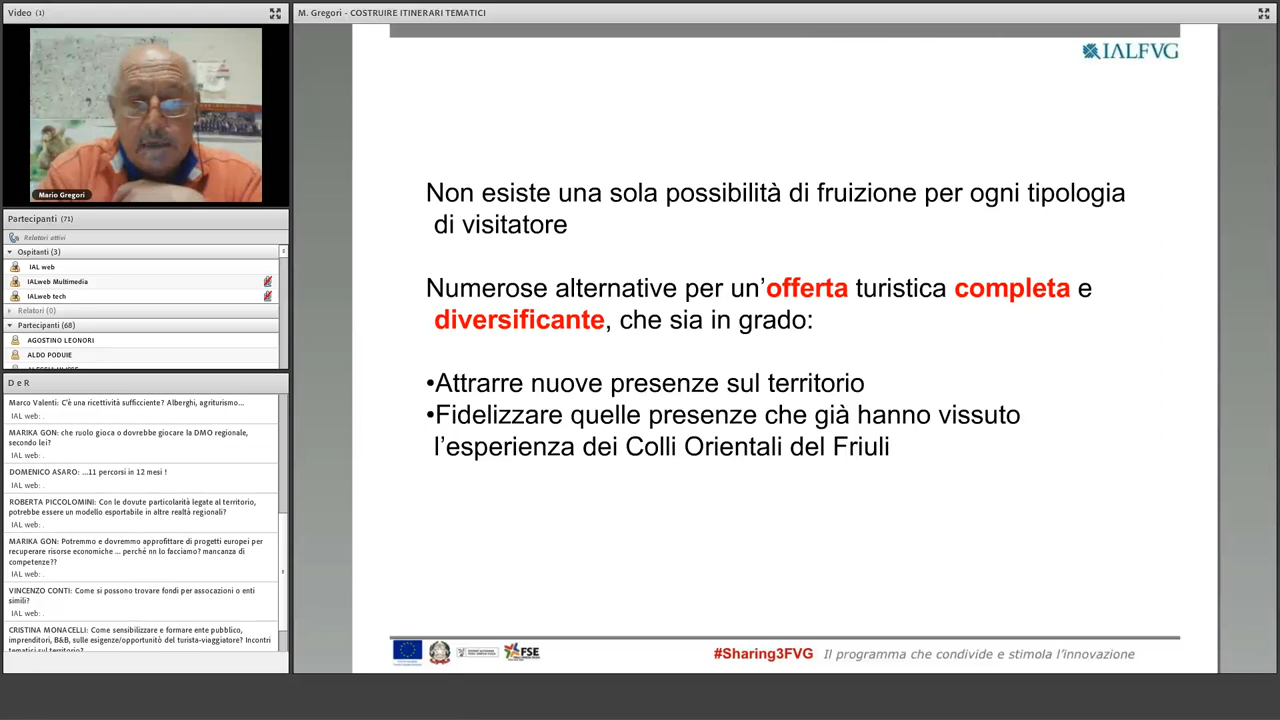 Video (1)
Mario Gregori
Partecipanti (71)
Relatori attivi
Ospitanti (3)
IAL web
IALweb Multimedia
IALweb tech
Relatori (0)
Partecipanti (68)
AGOSTINO LEONORI
ALDO PODUIE
D e R
Marco Valenti: C'è una ricettività sufficciente? Alberghi, agriturismo...
IAL web: .
MARIKA GON: che ruolo gioca o dovrebbe giocare la DMO regionale,
secondo lei?
IAL web: .
DOMENICO ASARO: ...11 percorsi in 12 mesi !
IAL web: .
ROBERTA PICCOLOMINI: Con le dovute particolarità legate al territorio,
potrebbe essere un modello esportabile in altre realtà regionali?
IAL web: .
MARIKA GON: Potremmo e dovremmo approfittare di progetti europei per
recuperare risorse economiche ... perché nn lo facciamo? mancanza di
competenze??
IAL web: .
VINCENZO CONTI: Come si possono trovare fondi per assocazioni o enti
simili?
IAL web: .
CRISTINA MONACELLI: Come sensibilizzare e formare ente pubblico,
imprenditori, B&B, sulle esigenze/opportunità del turista-viaggiatore? Incontri
tematici sul territorio?
M. Gregori - COSTRUIRE ITINERARI TEMATICI
IALFVG
Non esiste una sola possibilità di fruizione per ogni tipologia
di visitatore
Numerose alternative per un'offerta turistica completa e
diversificante, che sia in grado:
•Attrarre nuove presenze sul territorio
•Fidelizzare quelle presenze che già hanno vissuto
l'esperienza dei Colli Orientali del Friuli
FSE
#Sharing3FVG Il programma che condivide e stimola l'innovazione